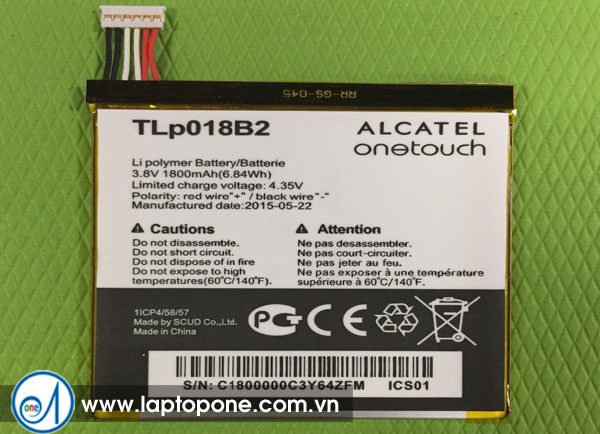 RR-GS-045
TLp018B2
ALCATEL
onetouch
Li polymer Battery/Batterie
3.8V 1800mAh(6.84Wh)
Limited charge voltage: 4.35V
Polarity: red wire"+" / black wire"-"
Manufactured date:2015-05-22
Cautions
Do not disassemble.
Do not short circuit.
Do not dispose of in fire
Do not expose to high
temperatures(60°C/140°F)
Attention
Ne pas desassembler.
Ne pas court-circuiter.
Ne pas jeter au feu.
Ne pas exposer à une température
supérieure à 60°C/140°F)
1ICP4/58/57
Made by SCUD Co.,Ltd.
Made in China
PG
CE
S/N: C1800000C3Y64ZFM ICS01
one
www.laptopone.com.vn